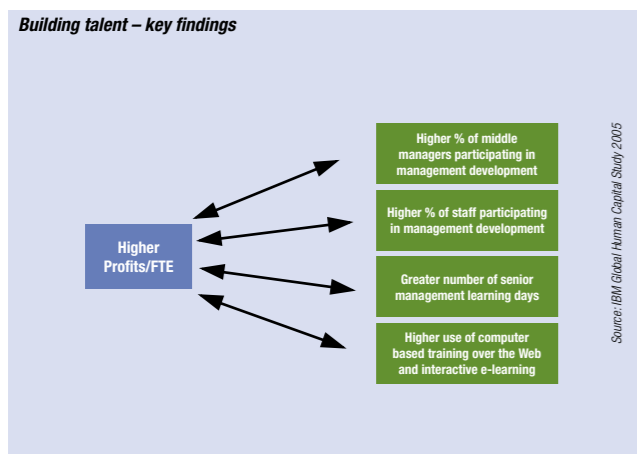 Building talent – key findings
Higher
Profits/FTE
Higher % of middle
managers participating in
management development
Higher % of staff participating
in management development
Greater number of senior
management learning days
Higher use of computer
based training over the Web
and interactive e-learning
Source: IBM Global Human Capital Study 2005